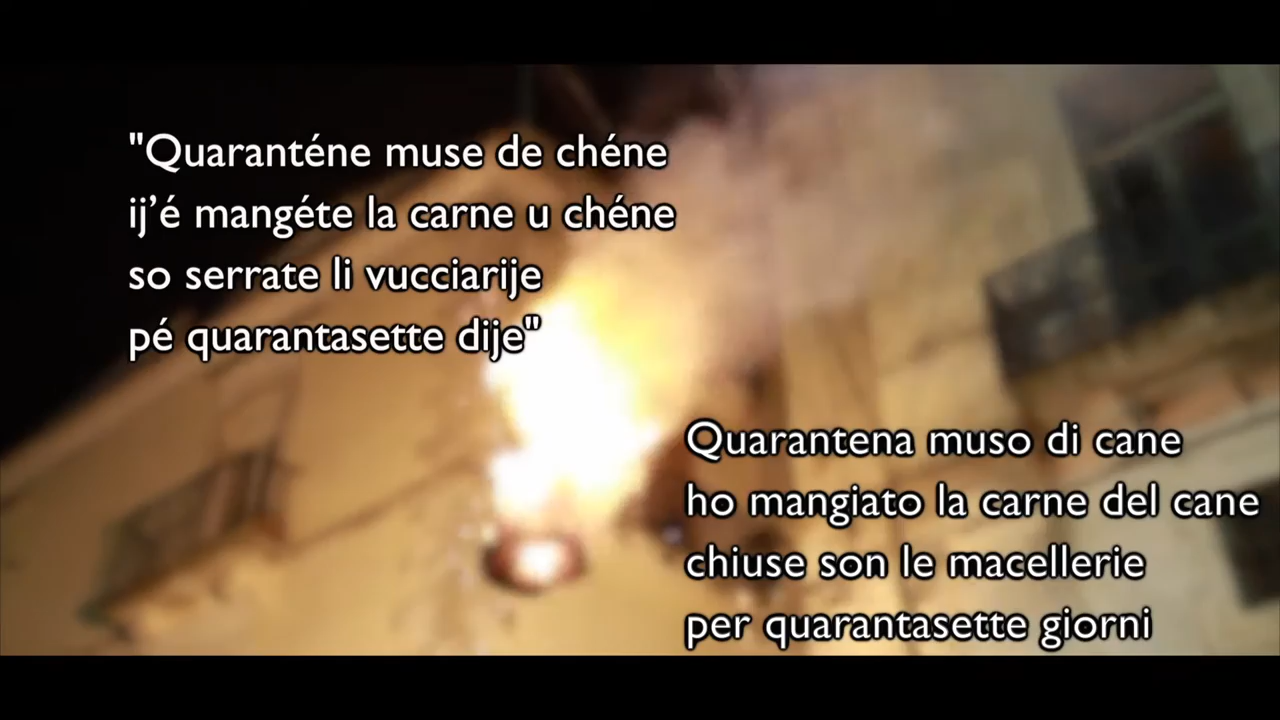 "Quaranténe muse de chéne
ij’é mangéte la carne u chéne
so serrate li vucciarije
pé quarantasette dije"
Quarantena muso di cane
ho mangiato la carne del cane
chiuse son le macellerie
per quarantasette giorni